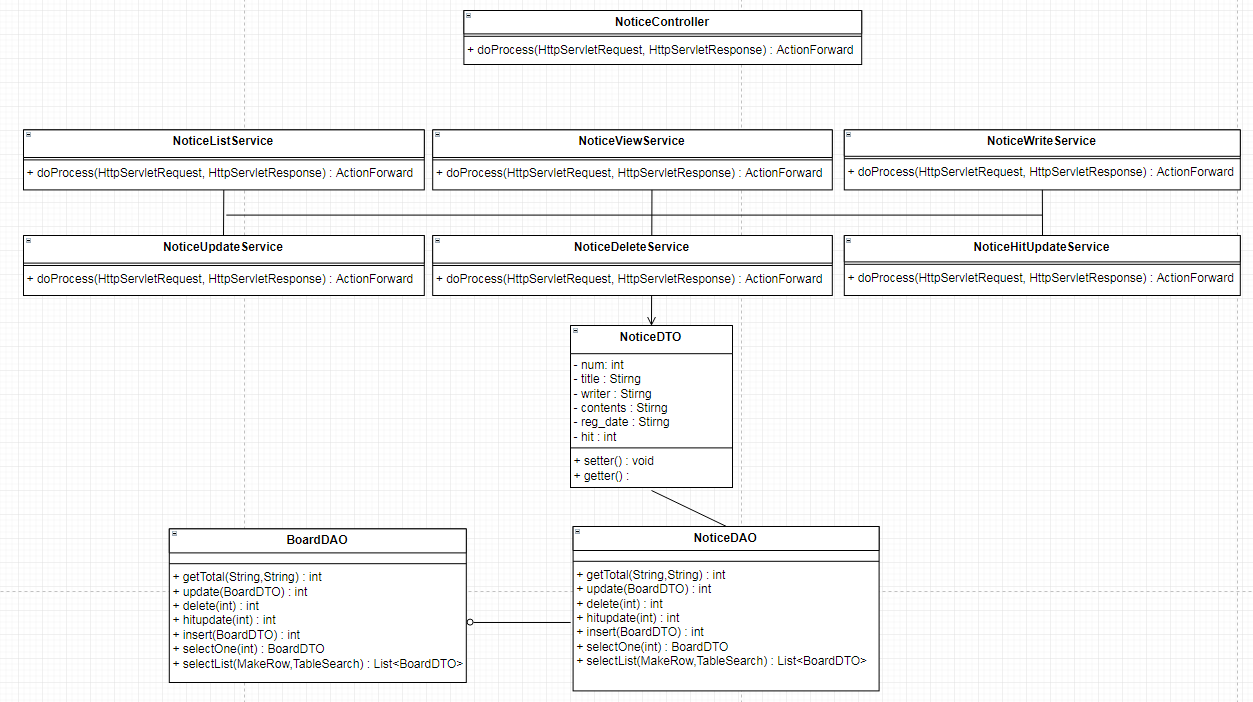 NoticeController
+ doProcess(HttpServletRequest, HttpServletResponse) : ActionForward
NoticeListService
+ doProcess(HttpServletRequest, HttpServletResponse) : ActionForward
NoticeViewService
+ doProcess(HttpServletRequest, HttpServletResponse) : ActionForward
NoticeWriteService
+ doProcess(HttpServletRequest, HttpServletResponse) : ActionForward
NoticeUpdateService
+ doProcess(HttpServletRequest, HttpServletResponse) : ActionForward
NoticeDeleteService
+ doProcess(HttpServletRequest, HttpServletResponse) : ActionForward
NoticeHitUpdateService
+ doProcess(HttpServletRequest, HttpServletResponse) : ActionForward
NoticeDTO
- num: int
- title : Stirng
- writer : Stirng
- contents : Stirng
- reg_date : Stirng
- hit : int
+ setter() : void
+ getter() :
BoardDAO
+ getTotal(String,String) : int
+ update(BoardDTO) : int
+ delete(int) : int
+ hitupdate(int) : int
+ insert(BoardDTO) : int
+ selectOne(int) : BoardDTO
+ selectList(MakeRow,TableSearch) : List<BoardDTO>
NoticeDAO
+ getTotal(String,String) : int
+ update(BoardDTO) : int
+ delete(int) : int
+ hitupdate(int) : int
+ insert(BoardDTO) : int
+ selectOne(int) : BoardDTO
+ selectList(MakeRow,TableSearch) : List<BoardDTO>